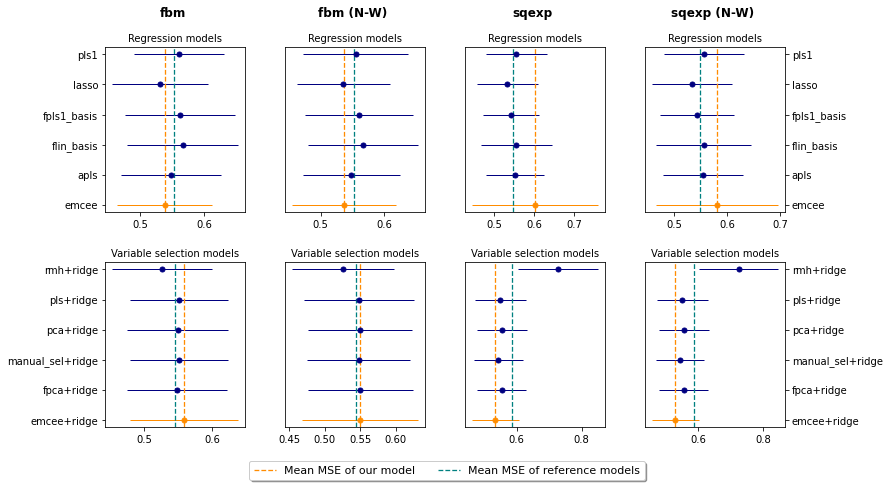 fbm fbm (N-W) sqexp sqexp (N-W)
Regression models Regression models Regression models Regression models
pls1 pls1
lasso lasso
fpls1_basis fpls1_basis
flin_basis flin_basis
apls apls
emcee emcee
0.5 0.6 0.5 0.6 0.5 0.6 0.7 0.5 0.6 0.7
Variable selection models Variable selection models Variable selection models Variable selection models
rmh+ridge rmh+ridge
pls+ridge pls+ridge
pca+ridge pca+ridge
manual_sel+ridge manual_sel+ridge
fpca+ridge fpca+ridge
emcee+ridge emcee+ridge
0.5 0.6 0.45 0.50 0.55 0.60 0.6 0.8 0.6 0.8
Mean MSE of our model Mean MSE of reference models